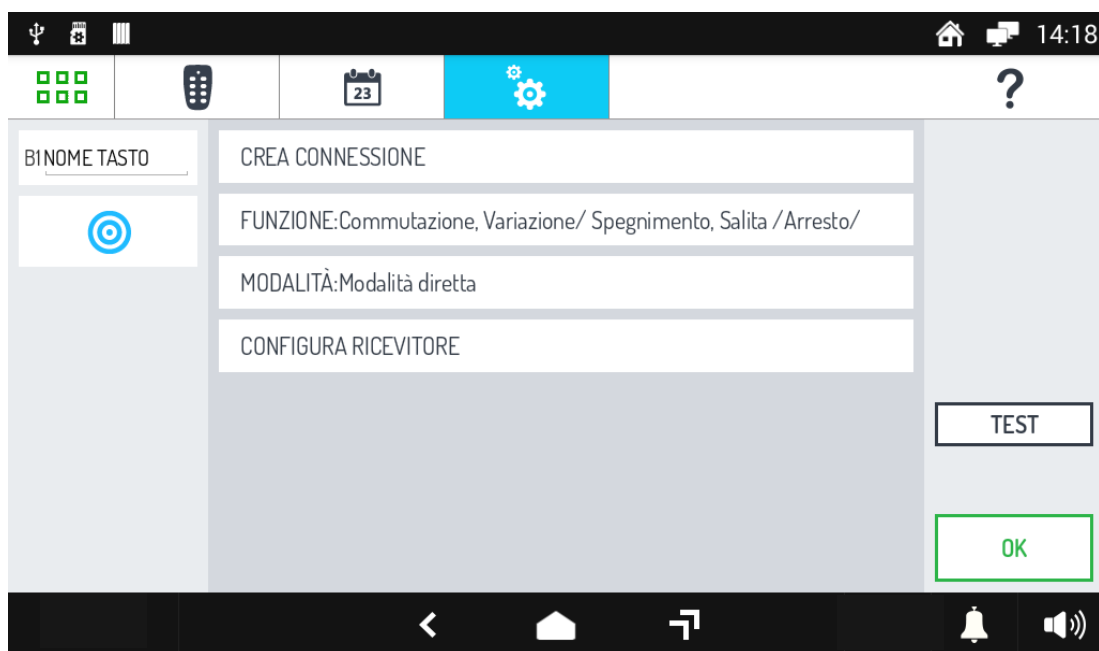 14:18
23
?
B1 NOME TASTO
CREA CONNESSIONE
FUNZIONE:Commutazione, Variazione/ Spegnimento, Salita /Arresto/
MODALITÀ:Modalità diretta
CONFIGURA RICEVITORE
TEST
OK